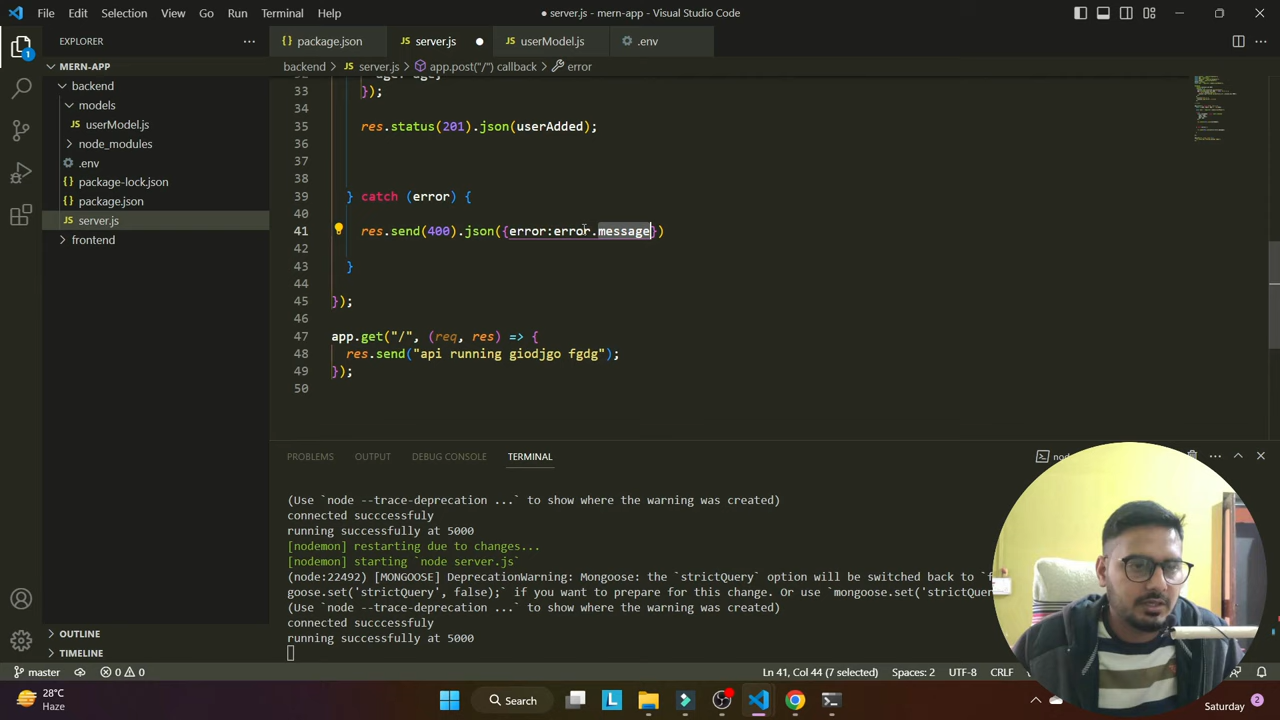 File Edit Selection View Go Run Terminal Help
server.js - mern-app - Visual Studio Code
EXPLORER
package.json
server.js
userModel.js
.env
MERN-APP
backend > server.js > app.post("/") callback > error
backend
models
userModel.js
node_modules
.env
package-lock.json
package.json
server.js
frontend
33 });
34
35 res.status(201).json(userAdded);
36
37
38
39 } catch (error) {
40
41 res.send(400).json({error:error.message})
42
43 }
44
45 });
46
47 app.get("/", (req, res) => {
48 res.send("api running giodjgo fgdg");
49 });
50
PROBLEMS OUTPUT DEBUG CONSOLE TERMINAL
(Use `node --trace-deprecation ...` to show where the warning was created)
connected succcessfuly
running successfully at 5000
[nodemon] restarting due to changes...
[nodemon] starting `node server.js`
(node:22492) [MONGOOSE] DeprecationWarning: Mongoose: the `strictQuery` option will be switched back to `
goose.set('strictQuery', false);` if you want to prepare for this change. Or use `mongoose.set('strictQuer
(Use `node --trace-deprecation ...` to show where the warning was created)
connected succcessfuly
running successfully at 5000
OUTLINE
TIMELINE
master 0 0
Ln 41, Col 44 (7 selected) Spaces: 2 UTF-8 CRLF
28°C
Haze
Search
Saturday 2